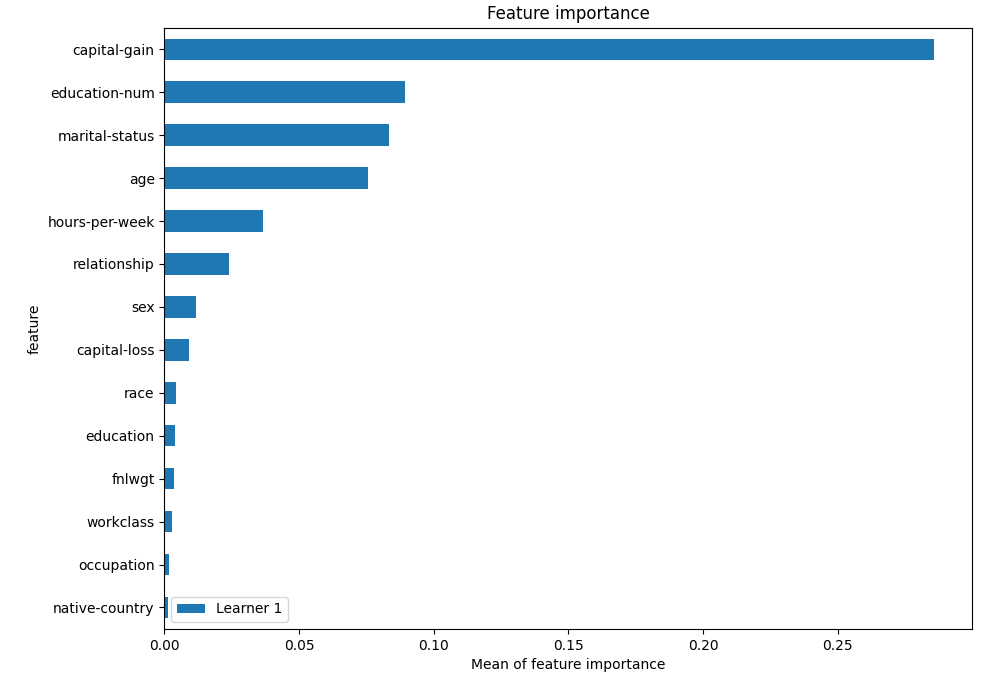 Feature importance
capital-gain
education-num
marital-status
age
hours-per-week
relationship
sex
capital-loss
race
education
fnlwgt
workclass
occupation
native-country
feature
Learner 1
0.00 0.05 0.10 0.15 0.20 0.25
Mean of feature importance